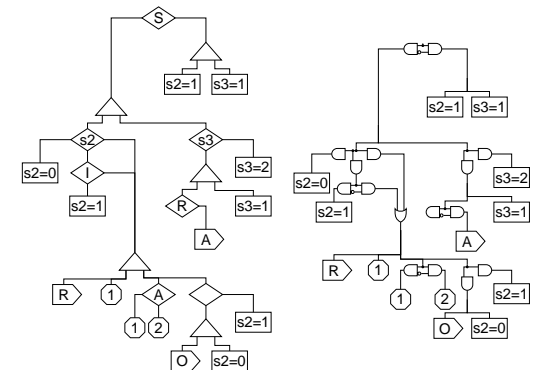 S
s2=1 s3=1
s2 s3
s2=0 I s3=2
s2=1 R s3=1
A
R 1 A
1 2 s2=1
O s2=0
s2=1 s3=1
s2=0 s3=2
s2=1 s3=1
A
R 1
1 2 s2=1
O s2=0